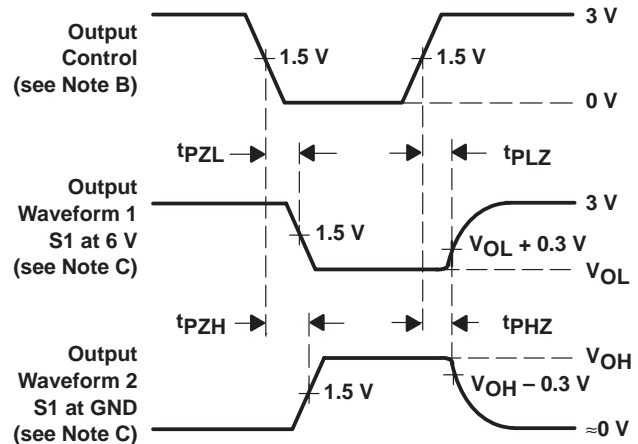 Output
Control
(see Note B)
1.5 V
1.5 V
3 V
0 V
tPZL
tPLZ
Output
Waveform 1
S1 at 6 V
(see Note C)
1.5 V
3 V
VOL + 0.3 V
VOL
tPZH
tPHZ
Output
Waveform 2
S1 at GND
(see Note C)
1.5 V
VOH
VOH − 0.3 V
≈0 V